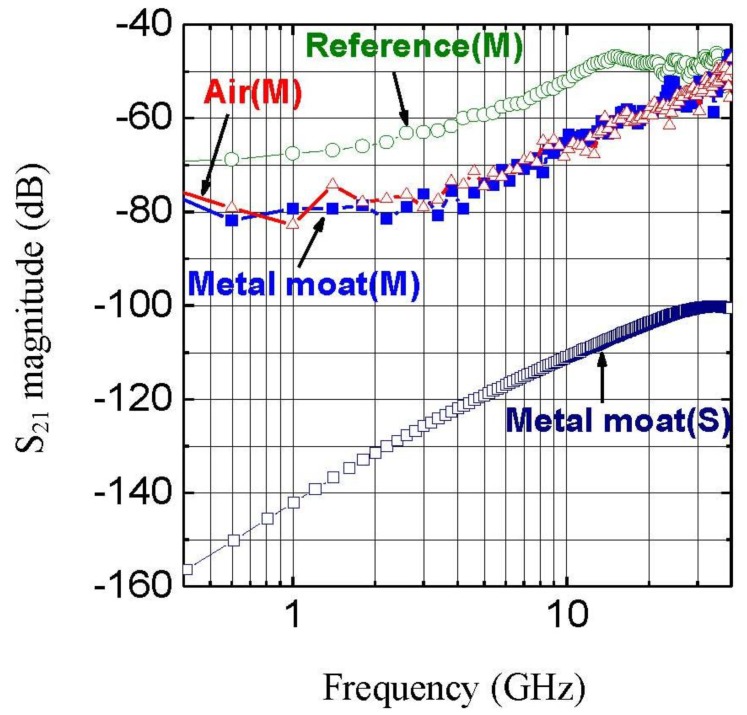 -40
Reference(M)
-60
Air(M)
-80
Metal moat(M)
-100
-120
Metal moat(S)
-140
-160
1
10
S21 magnitude (dB)
Frequency (GHz)